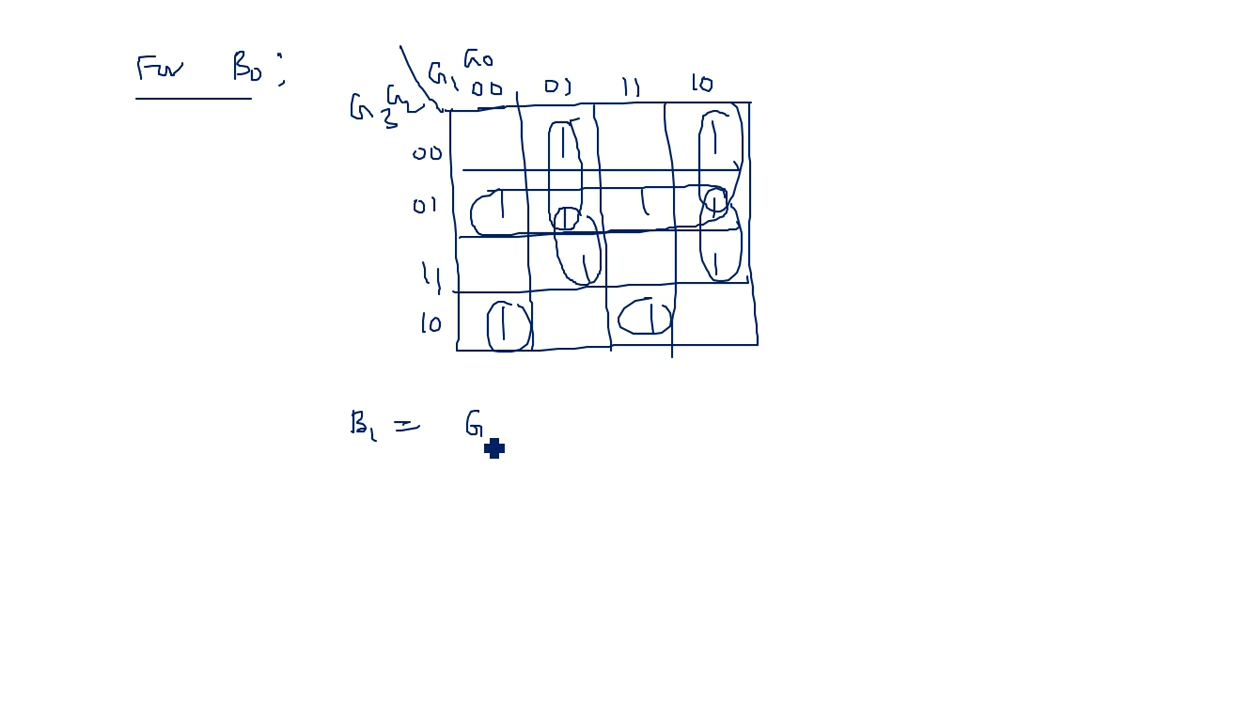 For B0 :
G1 G0
G3 G2
00 01 11 10
00 1 1
01 1 1 1 1
11 1 1
10 1 1
B1 = G